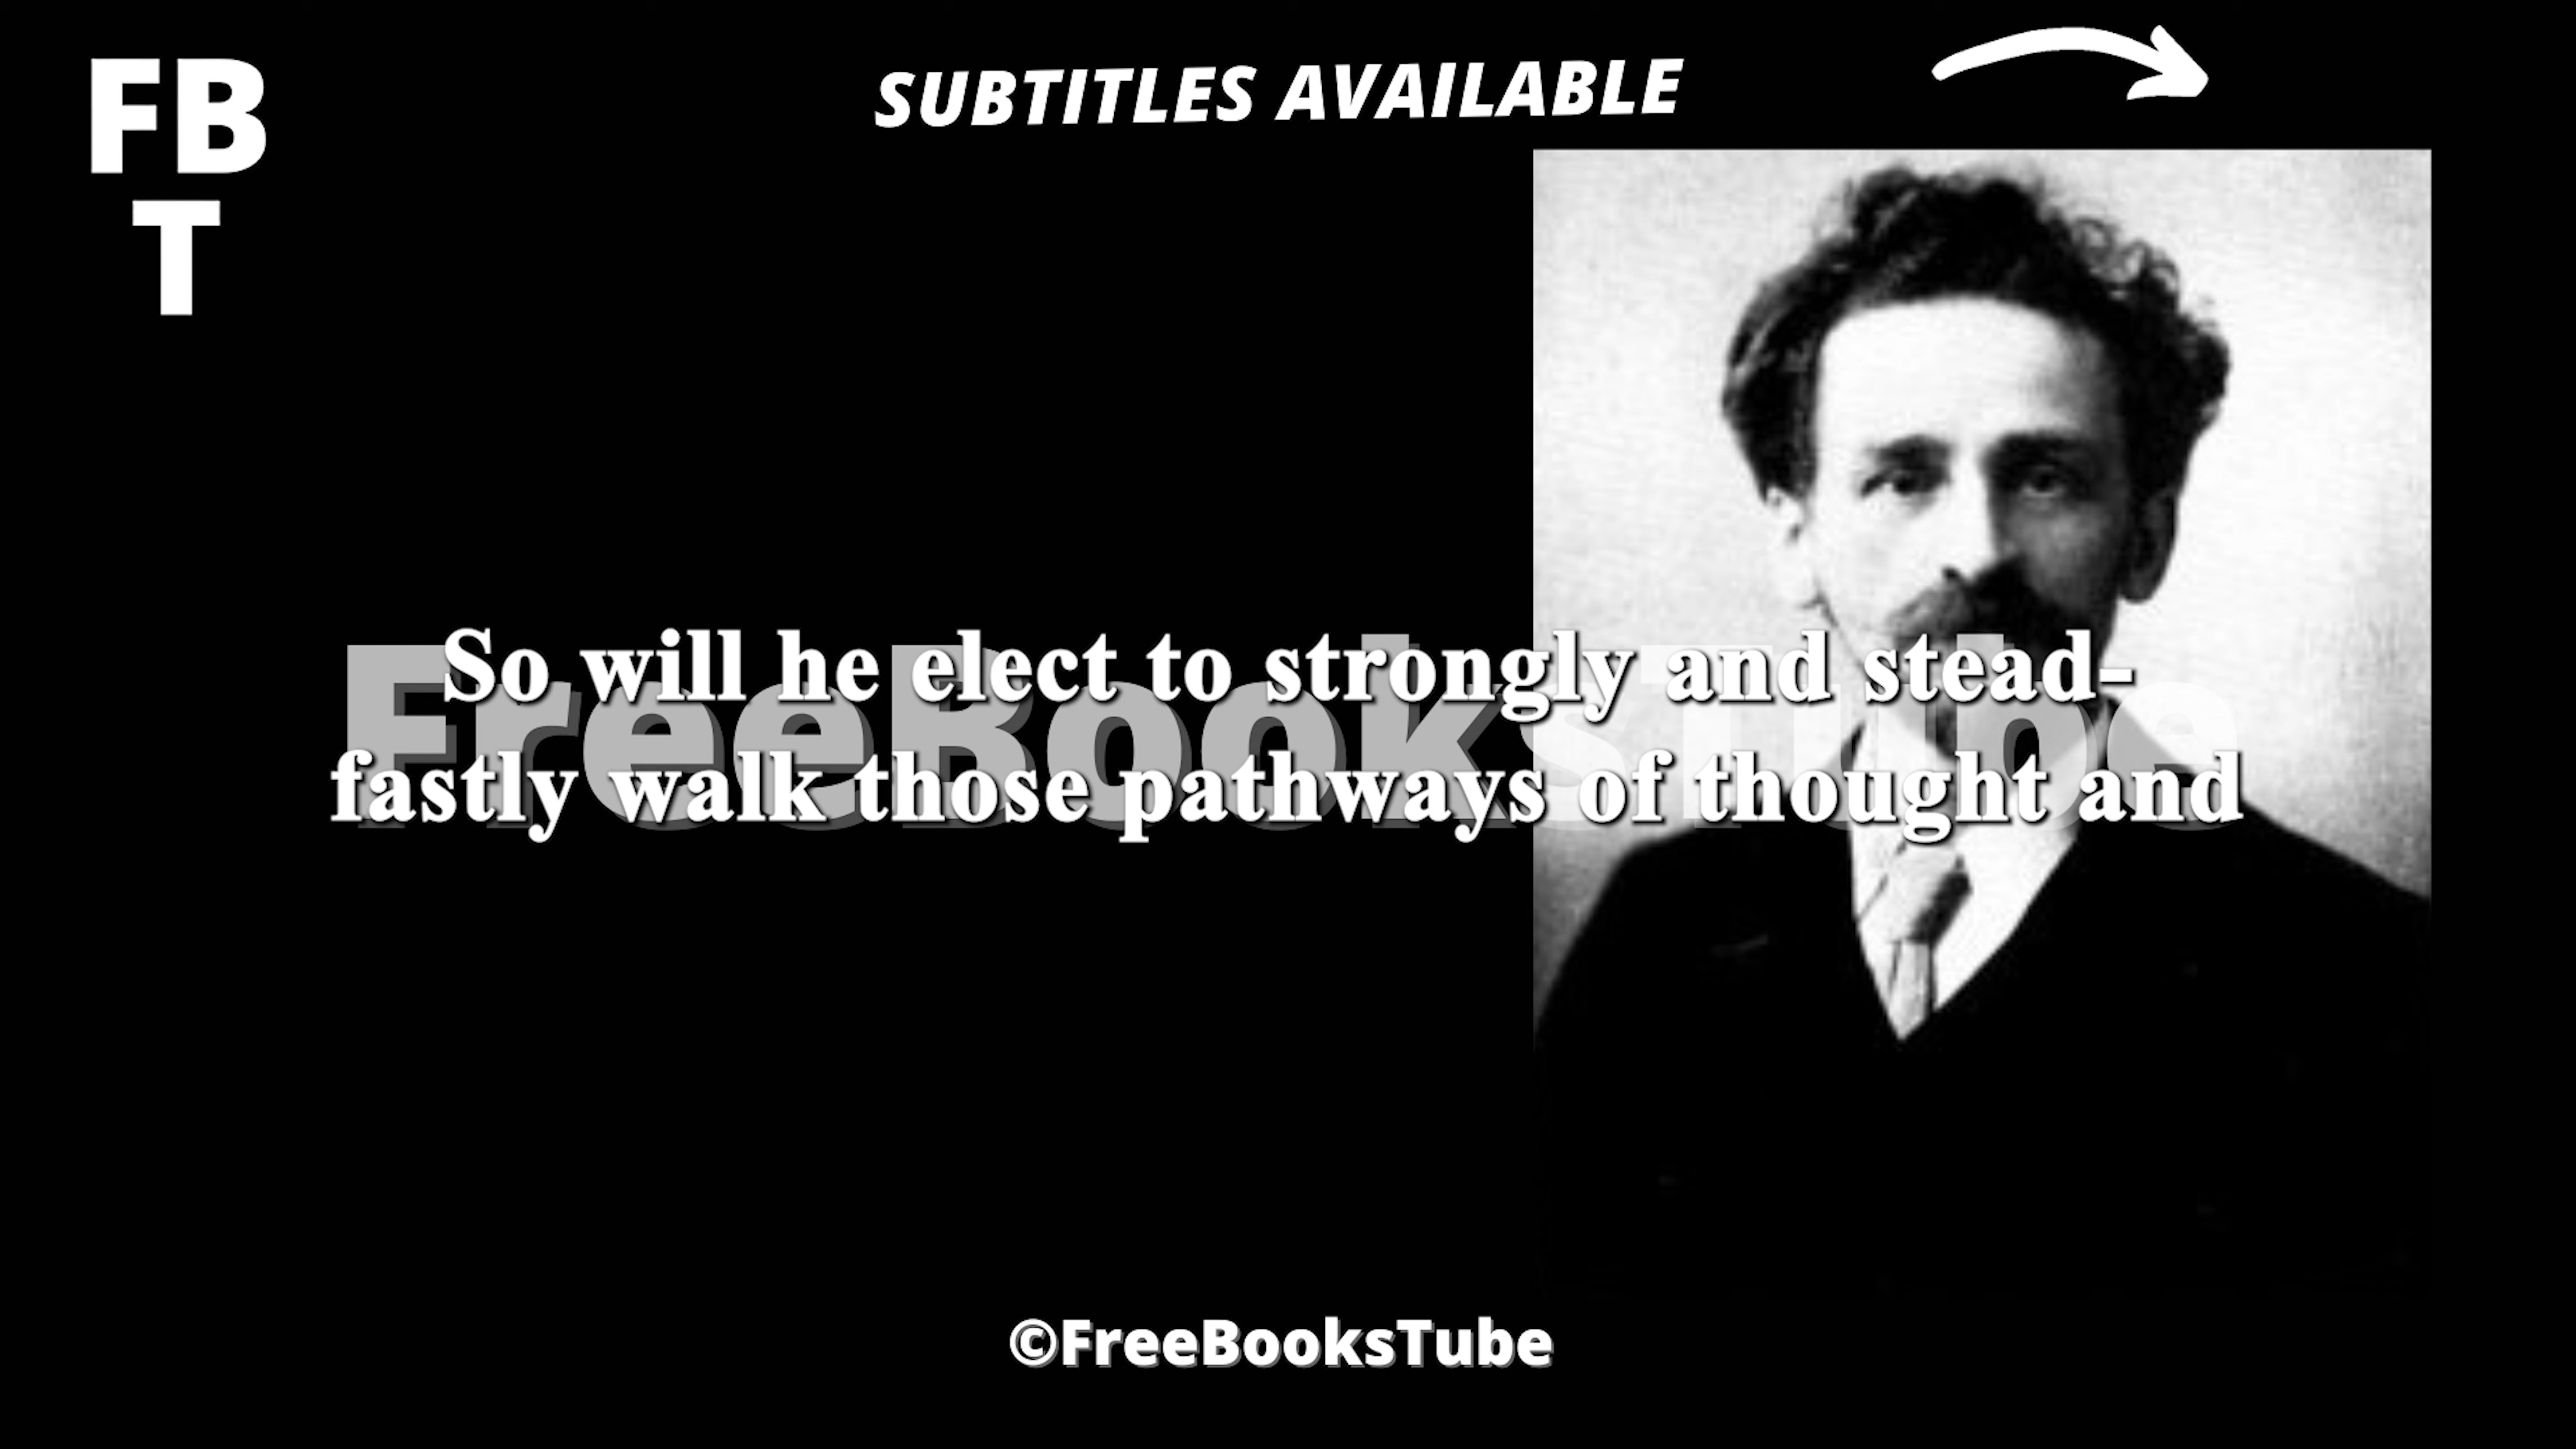 FB
T
SUBTITLES AVAILABLE
So will he elect to strongly and stead-
FreeBooksTube
fastly walk those pathways of thought and
©FreeBooksTube